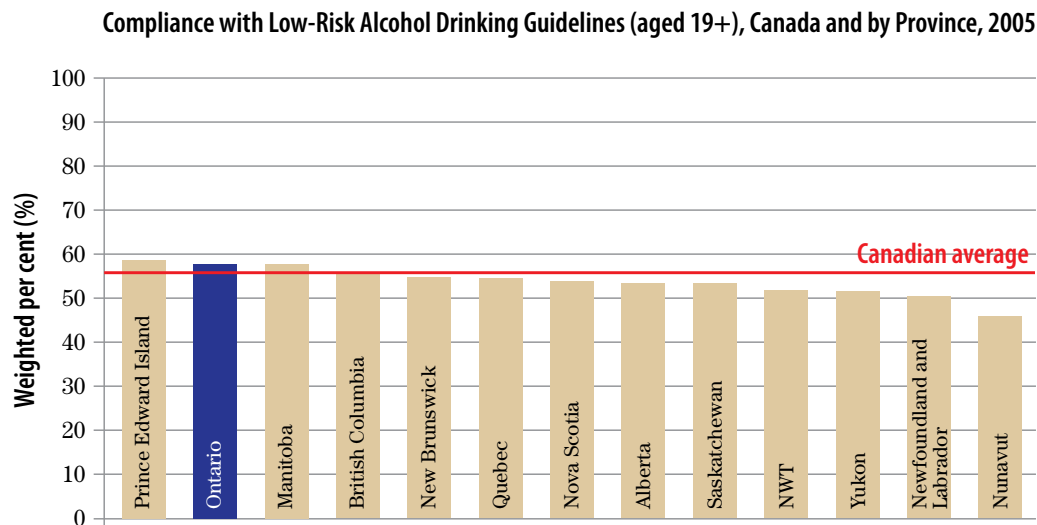 Compliance with Low-Risk Alcohol Drinking Guidelines (aged 19+), Canada and by Province, 2005
Weighted per cent (%)
100
90
80
70
60
50
40
30
20
10
0
Canadian average
Prince Edward Island
Ontario
Manitoba
British Columbia
New Brunswick
Quebec
Nova Scotia
Alberta
Saskatchewan
NWT
Yukon
Newfoundland and
Labrador
Nunavut